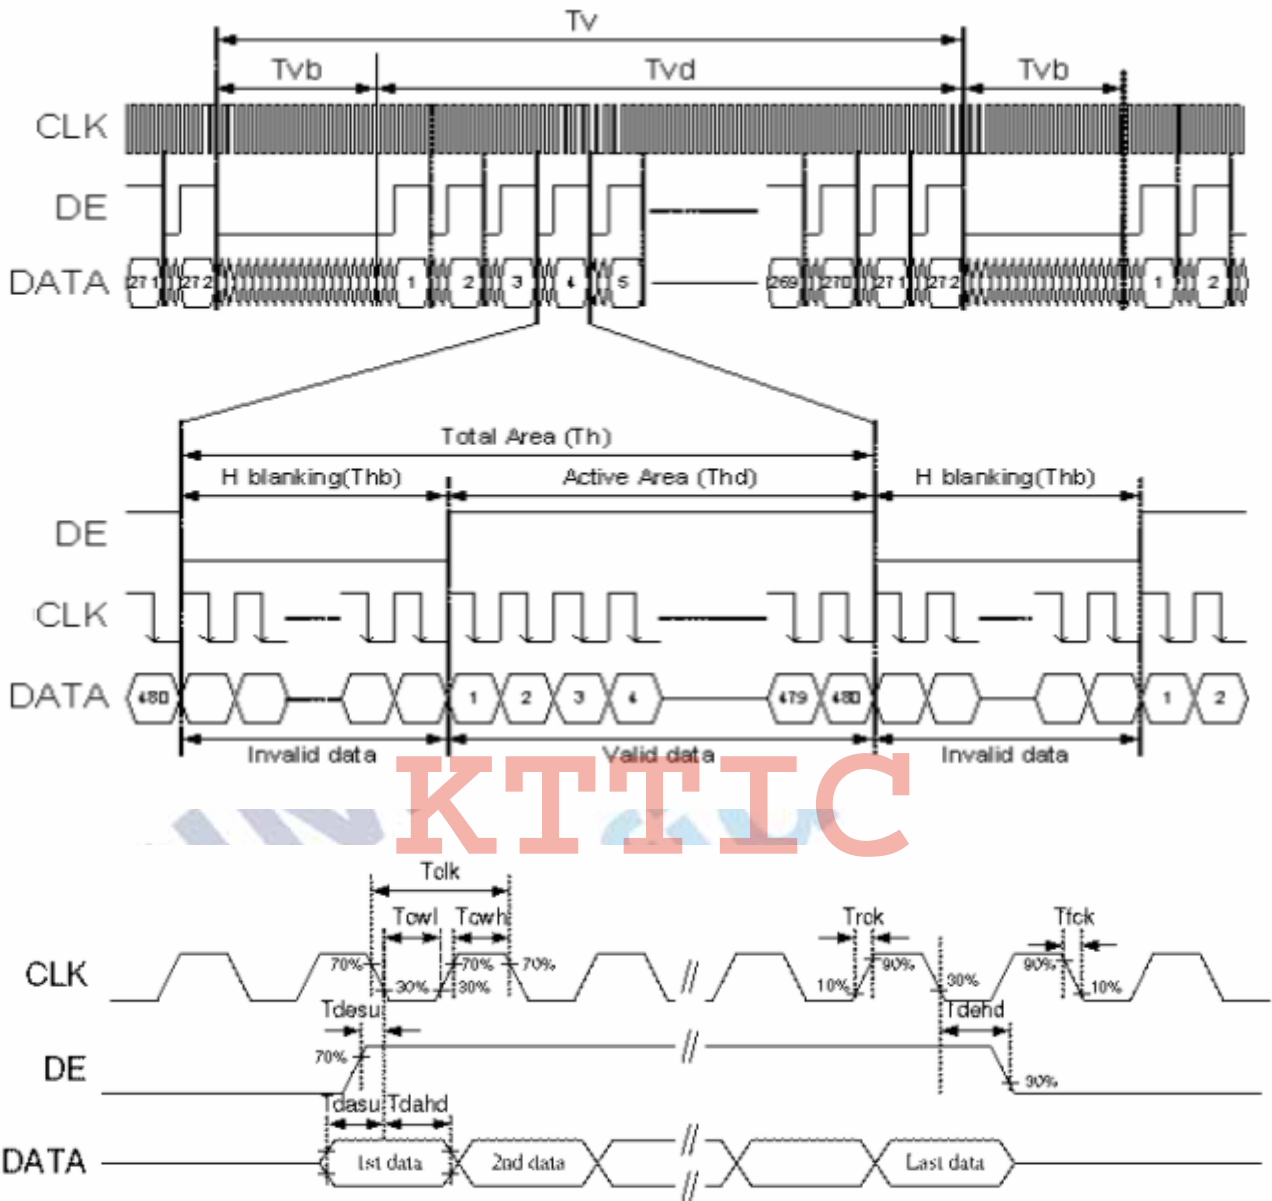 Tv
Tvb Tvd Tvb
CLK
DE
DATA 271 272 1 2 3 4 5 269 270 271 272 1 2
Total Area (Th)
H blanking(Thb) Active Area (Thd) H blanking(Thb)
DE
CLK
DATA 480 1 2 3 4 479 480 1 2
Invalid data Valid data Invalid data
KTTIC
Tclk
Tcwl Tcwh Trck Tfck
CLK 70% 70% 70% 90% 30% 90%
30% 30% 10% 10%
Tdesu Tdehd
DE 70% 30%
Tdasu Tdahd
DATA 1st data 2nd data Last data